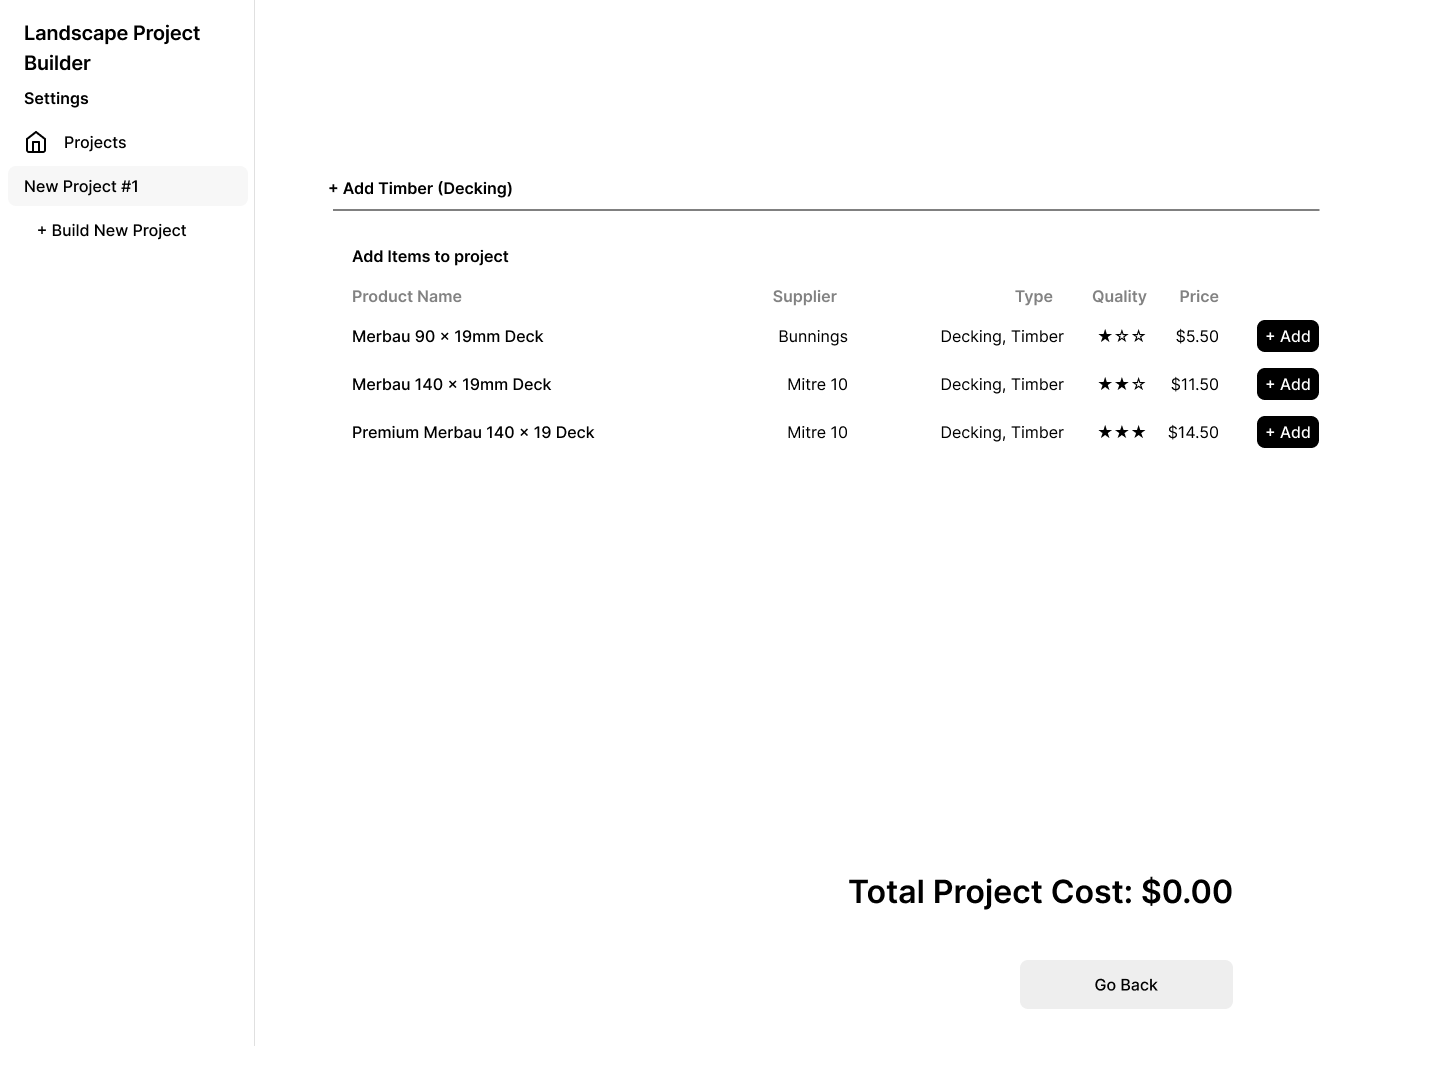 Landscape Project
Builder
Settings
Projects
New Project #1
+ Build New Project
+ Add Timber (Decking)
Add Items to project
Product Name Supplier Type Quality Price
Merbau 90 x 19mm Deck Bunnings Decking, Timber ★☆☆ $5.50 + Add
Merbau 140 x 19mm Deck Mitre 10 Decking, Timber ★★☆ $11.50 + Add
Premium Merbau 140 x 19 Deck Mitre 10 Decking, Timber ★★★ $14.50 + Add
Total Project Cost: $0.00
Go Back